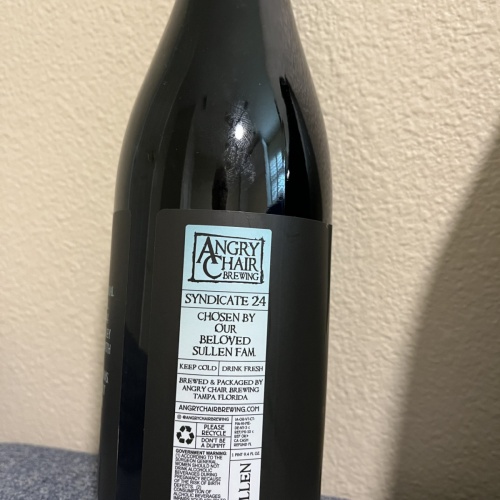 ANGRY
CHAIR
BREWING
SYNDICATE 24
CHOSEN BY
OUR
BELOVED
SULLEN FAM.
KEEP COLD DRINK FRESH
BREWED & PACKAGED BY
ANGRY CHAIR BREWING
TAMPA FLORIDA
ANGRYCHAIRBREWING.COM
@ANGRYCHAIRBREWING
PLEASE
RECYCLE
DON'T BE
A DUMMY
1 PINT 9.4 FL OZ
GOVERNMENT WARNING:
(1) ACCORDING TO THE
SURGEON GENERAL,
WOMEN SHOULD NOT
DRINK ALCOHOLIC
BEVERAGES DURING
PREGNANCY BECAUSE
OF THE RISK OF BIRTH
DEFECTS. (2)
CONSUMPTION OF
ALCOHOLIC BEVERAGES